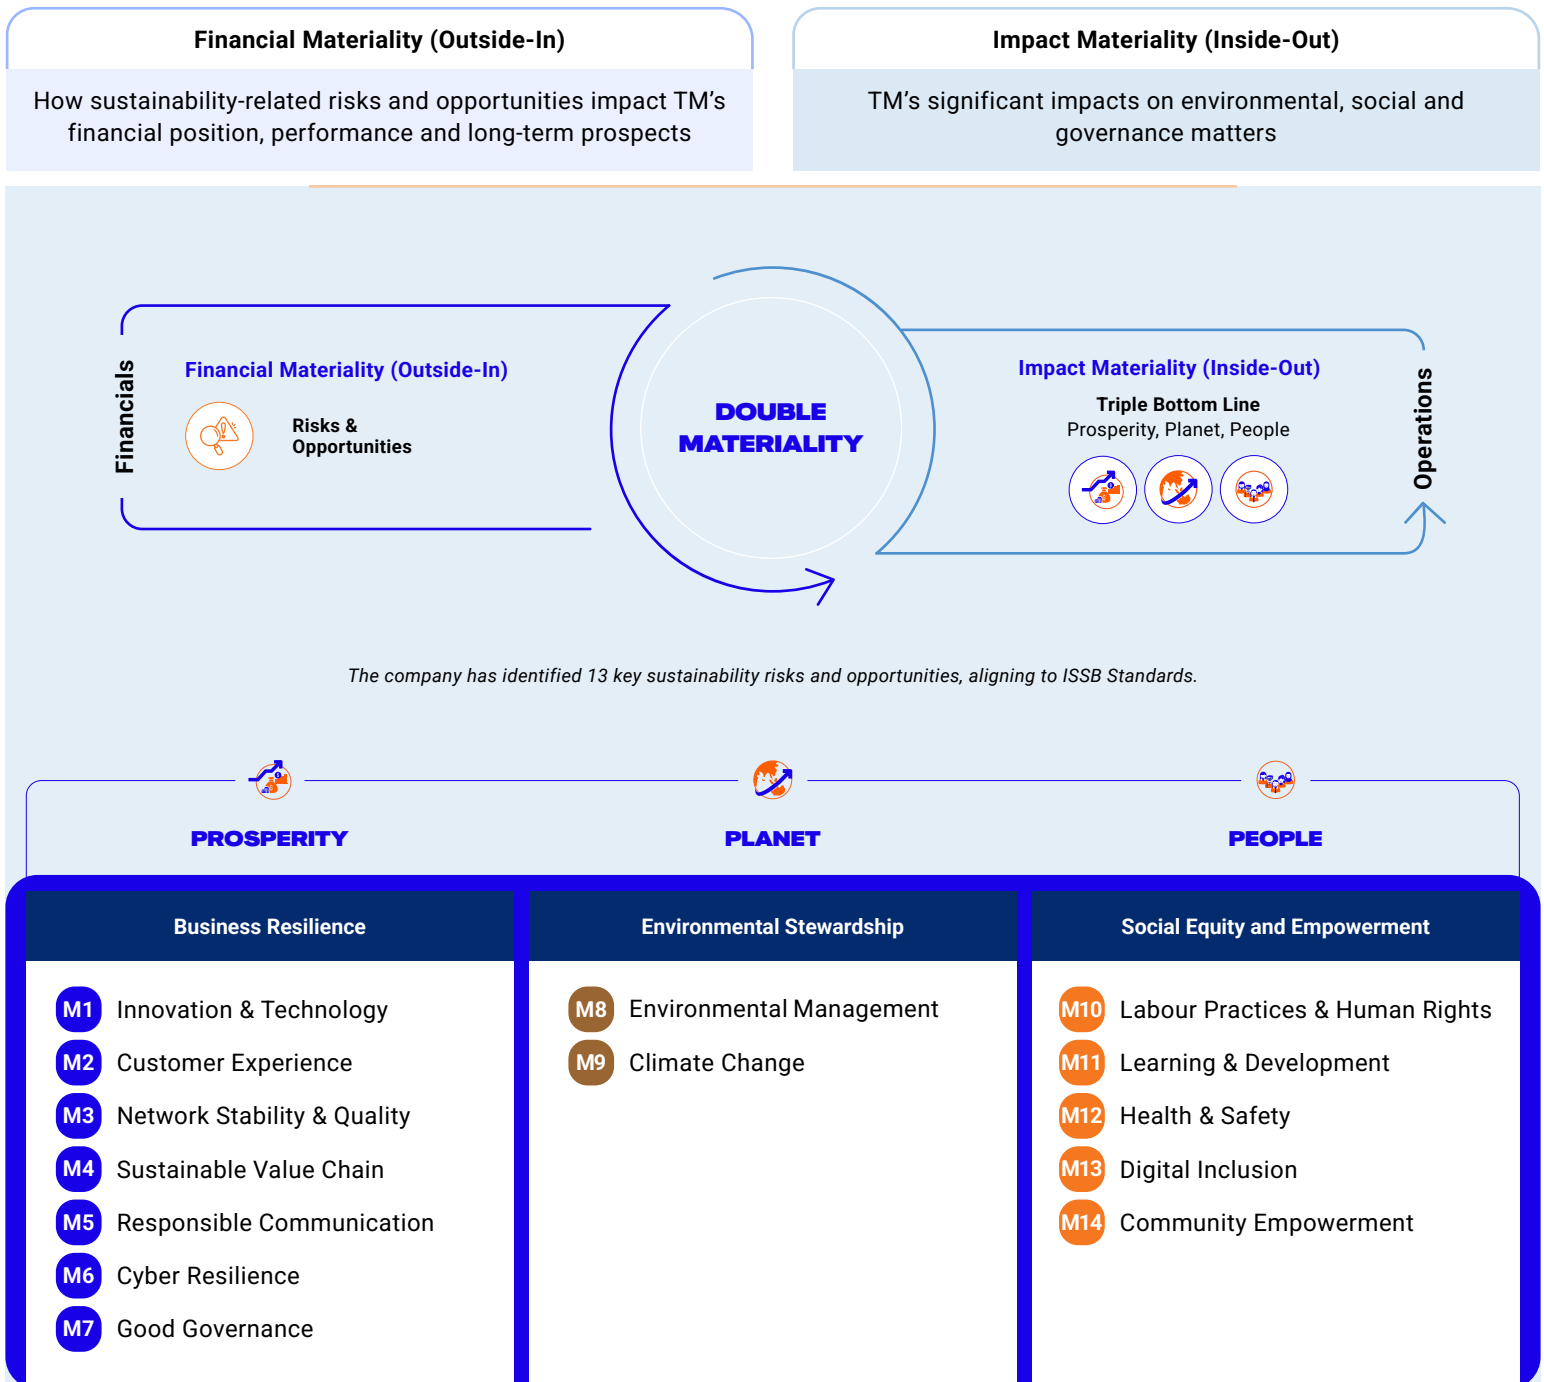 Financial Materiality (Outside-In)
How sustainability-related risks and opportunities impact TM's
financial position, performance and long-term prospects
Impact Materiality (Inside-Out)
TM's significant impacts on environmental, social and
governance matters
Financials
Financial Materiality (Outside-In)
Risks &
Opportunities
DOUBLE
MATERIALITY
Impact Materiality (Inside-Out)
Triple Bottom Line
Prosperity, Planet, People
Operations
The company has identified 13 key sustainability risks and opportunities, aligning to ISSB Standards.
PROSPERITY
PLANET
PEOPLE
Business Resilience
M1 Innovation & Technology
M2 Customer Experience
M3 Network Stability & Quality
M4 Sustainable Value Chain
M5 Responsible Communication
M6 Cyber Resilience
M7 Good Governance
Environmental Stewardship
M8 Environmental Management
M9 Climate Change
Social Equity and Empowerment
M10 Labour Practices & Human Rights
M11 Learning & Development
M12 Health & Safety
M13 Digital Inclusion
M14 Community Empowerment